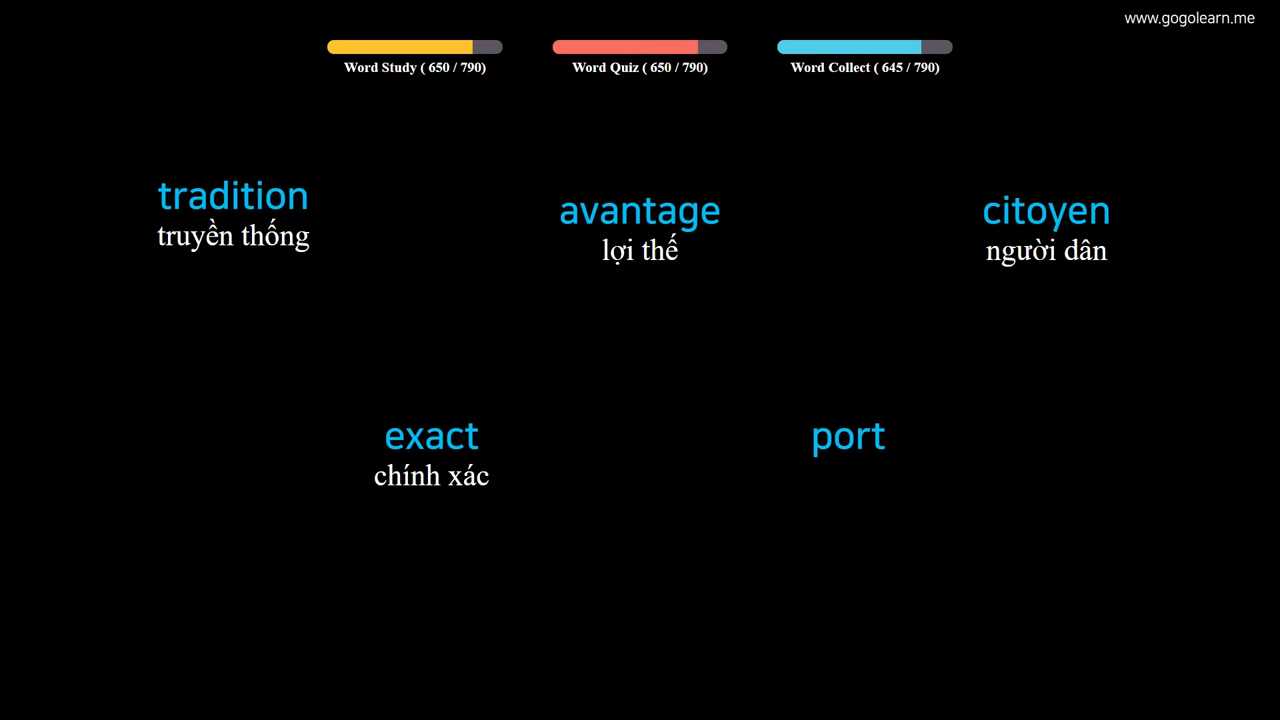 www.gogolearn.me
Word Study ( 650 / 790)
Word Quiz ( 650 / 790)
Word Collect ( 645 / 790)
tradition
truyền thống
avantage
lợi thế
citoyen
người dân
exact
chính xác
port